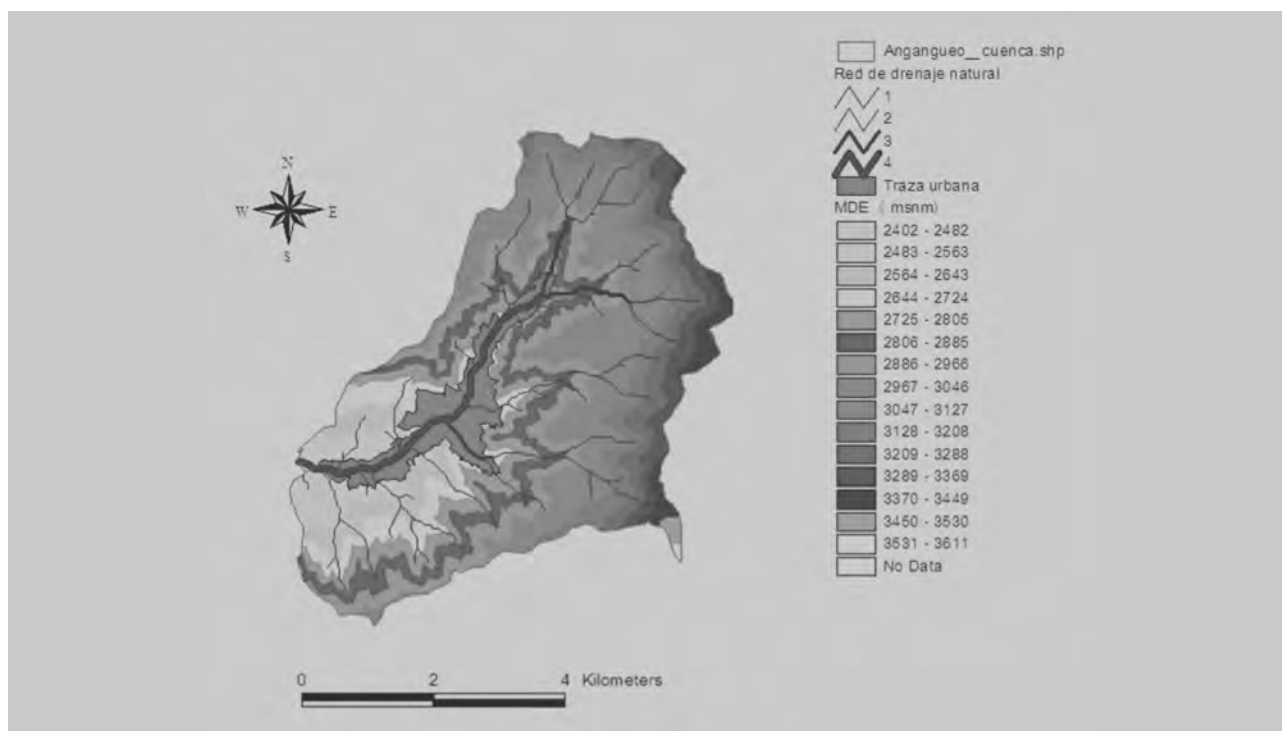 Angangueo__cuenca.shp
Red de drenaje natural
1
2
3
4
Traza urbana
MDE ( msnm)
2402 - 2482
2483 - 2563
2564 - 2643
2644 - 2724
2725 - 2805
2806 - 2885
2886 - 2966
2967 - 3046
3047 - 3127
3128 - 3208
3209 - 3288
3289 - 3369
3370 - 3449
3450 - 3530
3531 - 3611
No Data
N
W E
S
0 2 4 Kilometers